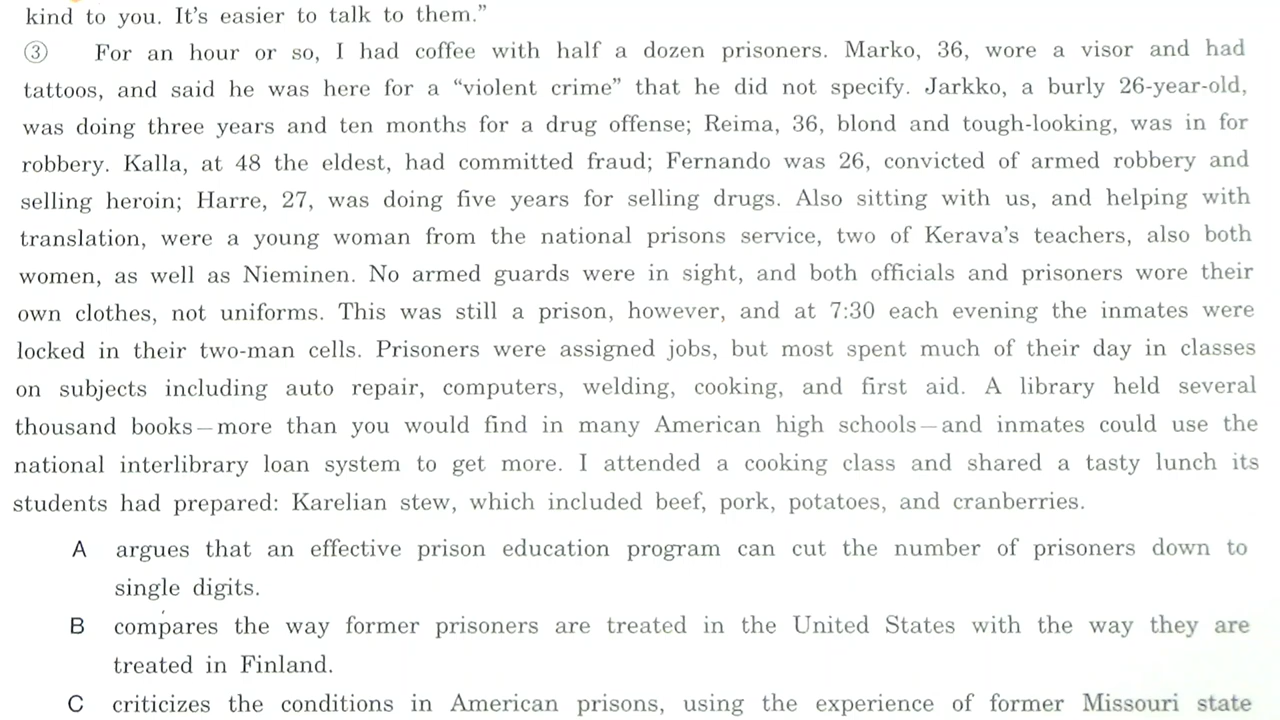 kind to you. It's easier to talk to them."
③ For an hour or so, I had coffee with half a dozen prisoners. Marko, 36, wore a visor and had
tattoos, and said he was here for a "violent crime" that he did not specify. Jarkko, a burly 26-year-old,
was doing three years and ten months for a drug offense; Reima, 36, blond and tough-looking, was in for
robbery. Kalla, at 48 the eldest, had committed fraud; Fernando was 26, convicted of armed robbery and
selling heroin; Harre, 27, was doing five years for selling drugs. Also sitting with us, and helping with
translation, were a young woman from the national prisons service, two of Kerava's teachers, also both
women, as well as Nieminen. No armed guards were in sight, and both officials and prisoners wore their
own clothes, not uniforms. This was still a prison, however, and at 7:30 each evening the inmates were
locked in their two-man cells. Prisoners were assigned jobs, but most spent much of their day in classes
on subjects including auto repair, computers, welding, cooking, and first aid. A library held several
thousand books—more than you would find in many American high schools—and inmates could use the
national interlibrary loan system to get more. I attended a cooking class and shared a tasty lunch its
students had prepared: Karelian stew, which included beef, pork, potatoes, and cranberries.
A argues that an effective prison education program can cut the number of prisoners down to
single digits.
B compares the way former prisoners are treated in the United States with the way they are
treated in Finland.
C criticizes the conditions in American prisons, using the experience of former Missouri state